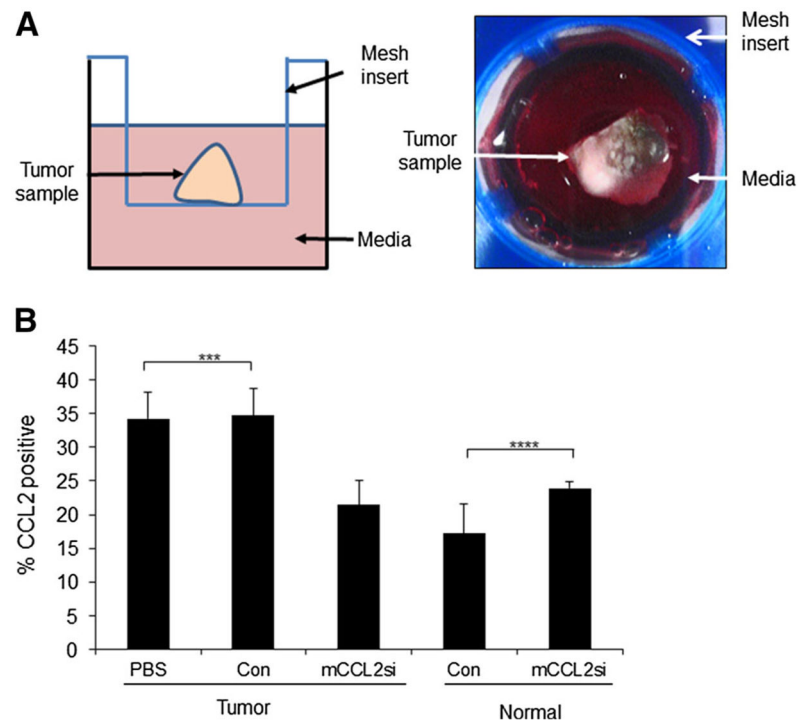 A
Mesh
insert
Tumor
sample
Media
Mesh
insert
Tumor
sample
Media
B
% CCL2 positive
45
40
35
30
25
20
15
10
5
0
***
****
PBS
Con
mCCL2si
Con
mCCL2si
Tumor
Normal